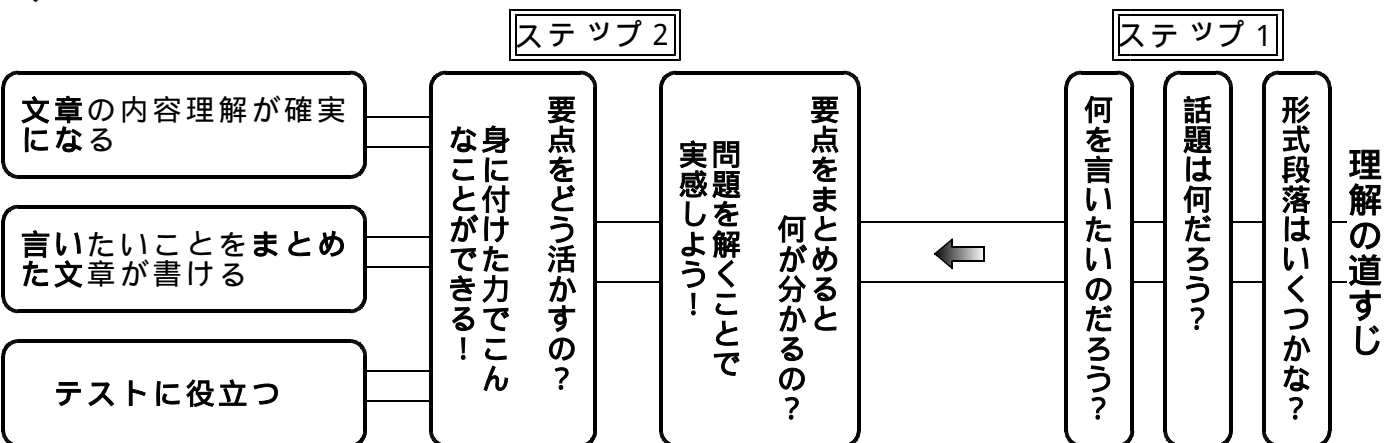 理解の道すじ
ステップ1
形式段落はいくつかな？
話題は何だろう？
何を言いたいのだろう？
ステップ2
要点をまとめると
何が分かるの？
問題を解くことで
実感しよう！
要点をどう活かすの？
身に付けた力でこん
なことができる！
文章の内容理解が確実
になる
言いたいことをまとめ
た文章が書ける
テストに役立つ